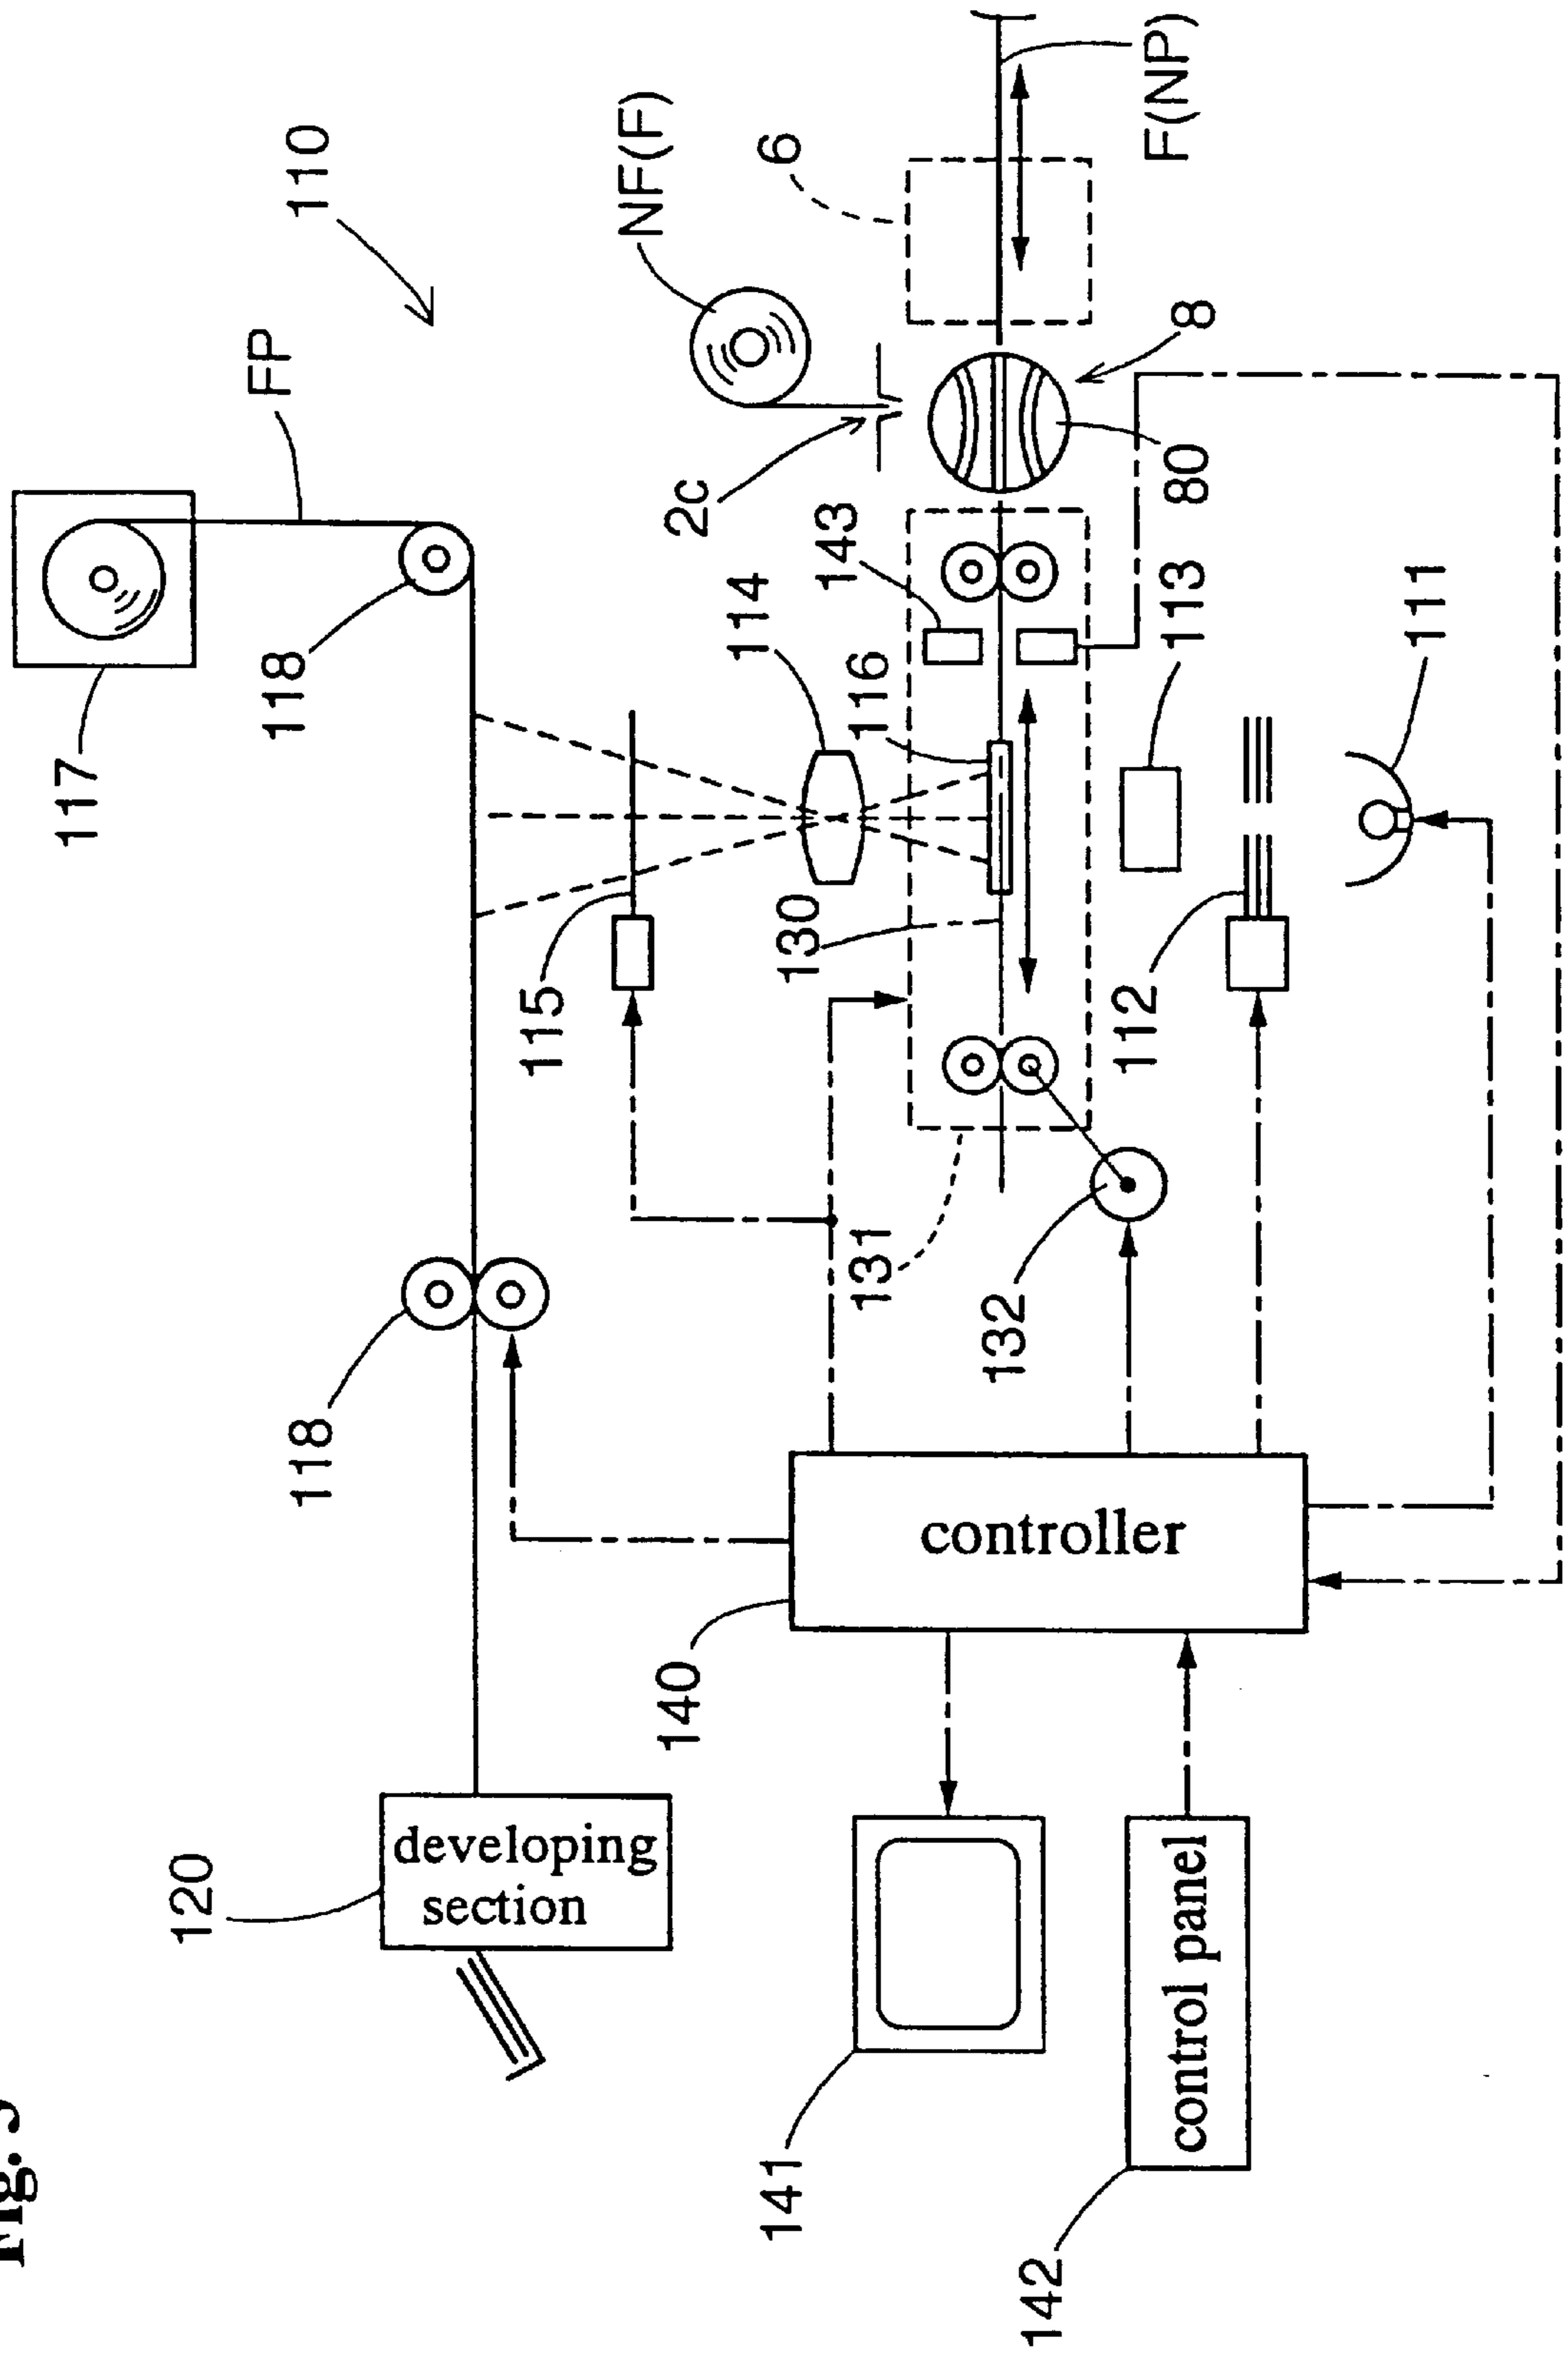 Fig.
117
120
118
118
FP
110
developing
section
115
140
2c
NF(F)
114
6
141
131
130
116
143
controller
132
142
112
113
80
8
F(NP)
control panel
111